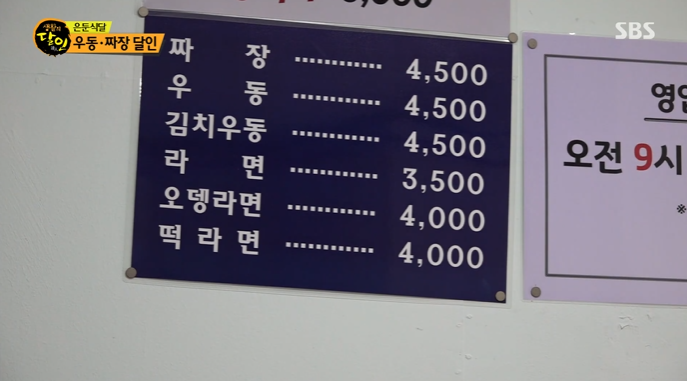 생활의
달인
은둔식달
우동·짜장 달인
SBS
짜 장 ············ 4,500
우 동 ············ 4,500
김치우동 ············ 4,500
라 면 ············ 3,500
오뎅라면 ············ 4,000
떡 라 면 ············ 4,000
오전 9시
※